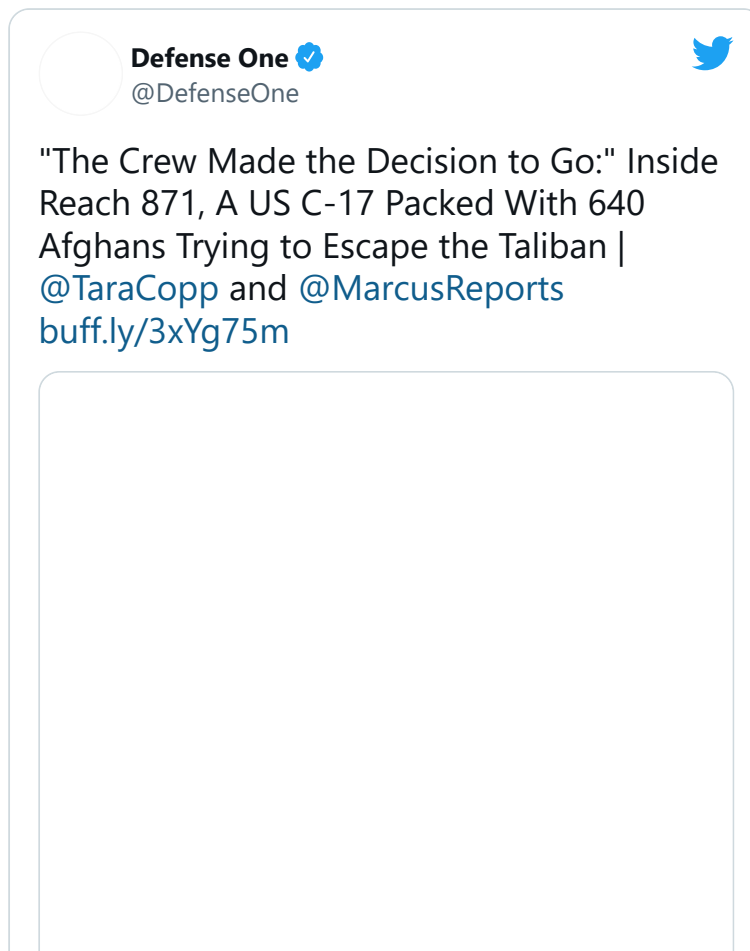 Defense One
@DefenseOne
"The Crew Made the Decision to Go:" Inside
Reach 871, A US C-17 Packed With 640
Afghans Trying to Escape the Taliban |
@TaraCopp and @MarcusReports
buff.ly/3xYg75m